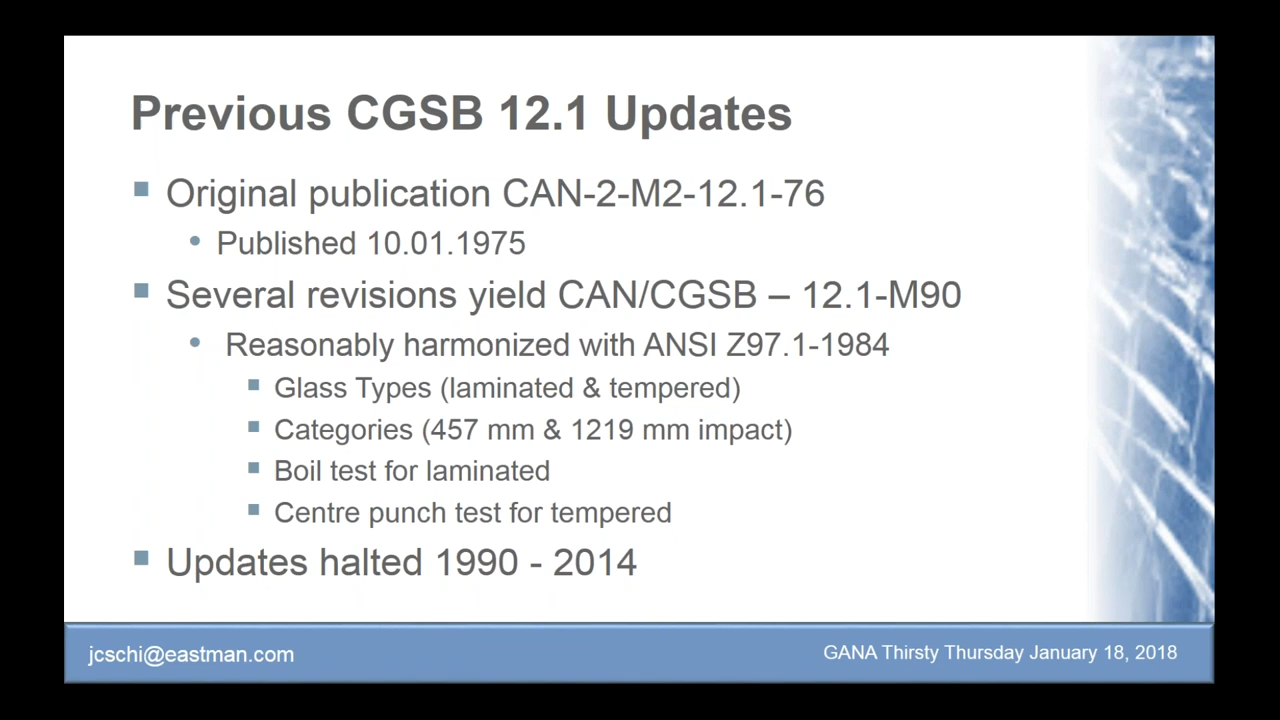 Previous CGSB 12.1 Updates
Original publication CAN-2-M2-12.1-76
Published 10.01.1975
Several revisions yield CAN/CGSB – 12.1-M90
Reasonably harmonized with ANSI Z97.1-1984
Glass Types (laminated & tempered)
Categories (457 mm & 1219 mm impact)
Boil test for laminated
Centre punch test for tempered
Updates halted 1990 - 2014
jcschi@eastman.com
GANA Thirsty Thursday January 18, 2018